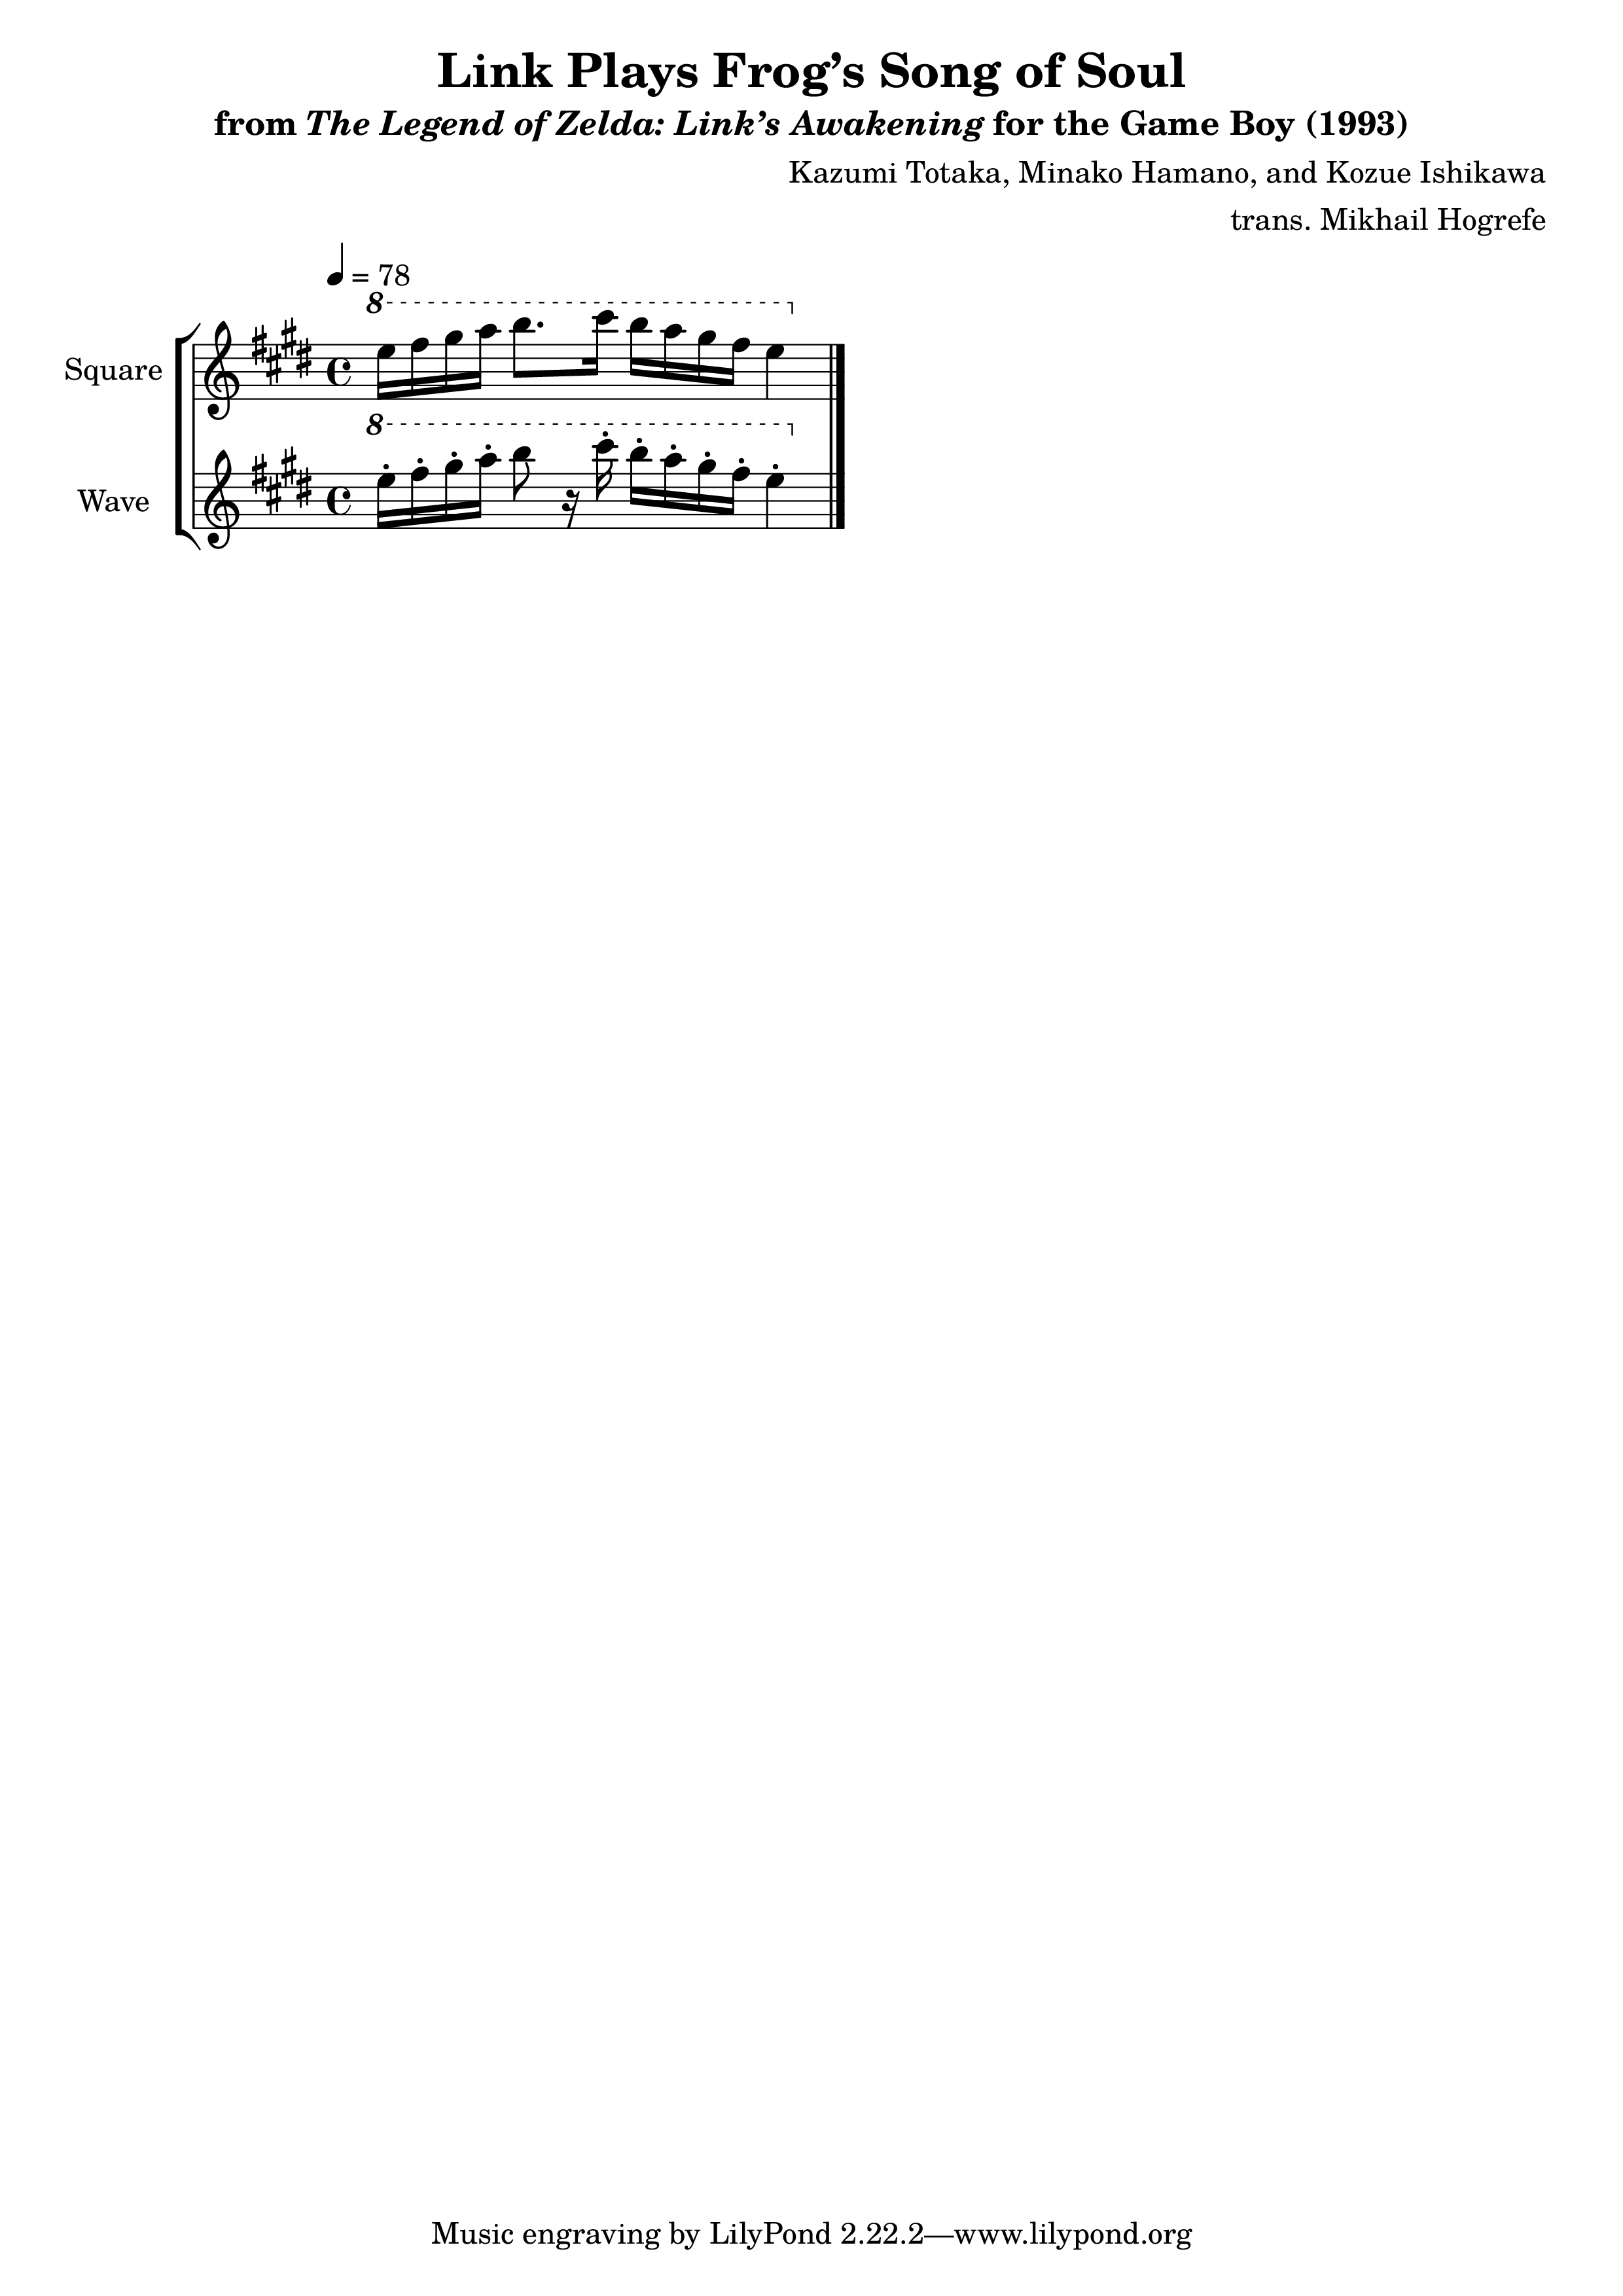 Link Plays Frog’s Song of Soul
from The Legend of Zelda: Link’s Awakening for the Game Boy (1993)
Kazumi Totaka, Minako Hamano, and Kozue Ishikawa
trans. Mikhail Hogrefe
= 78
8
Square
8
Wave
Music engraving by LilyPond 2.22.2—www.lilypond.org